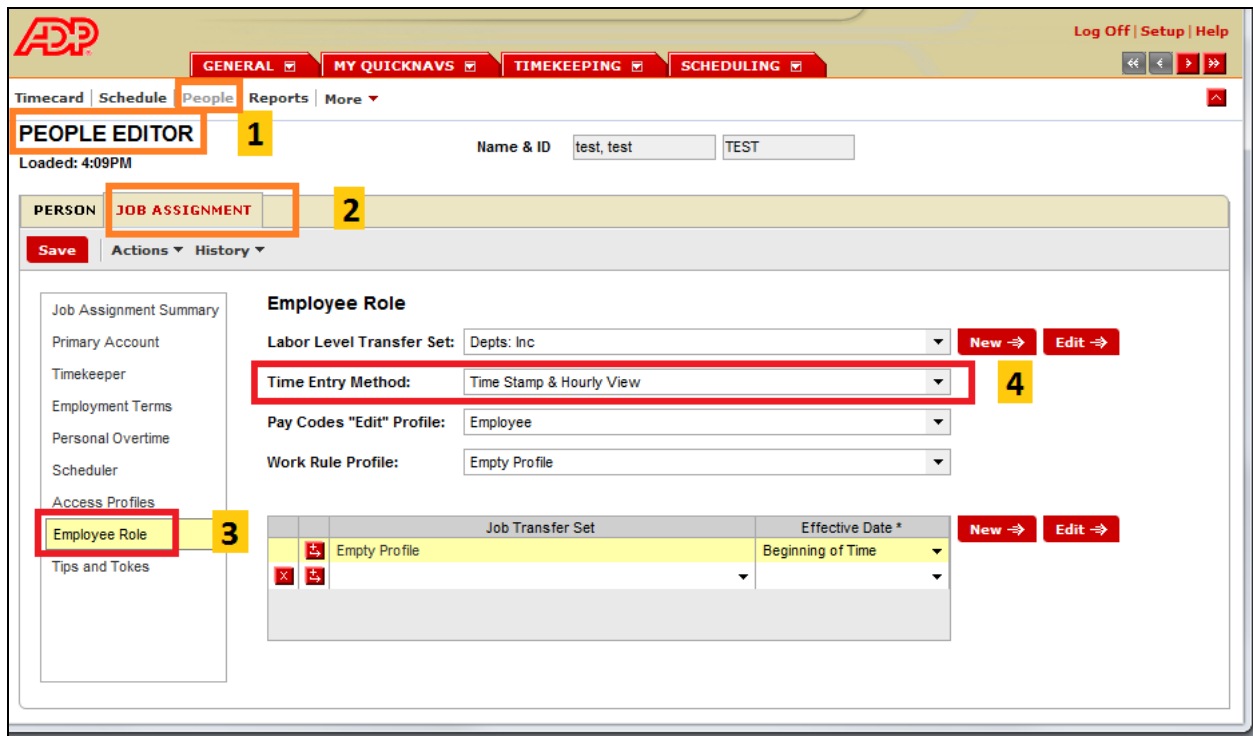 ADP
Log Off | Setup | Help
GENERAL MY QUICKNAVS TIMEKEEPING SCHEDULING
Timecard | Schedule | People | Reports | More
PEOPLE EDITOR
1
Loaded: 4:09PM
Name & ID test, test TEST
PERSON JOB ASSIGNMENT
2
Save Actions History
Job Assignment Summary
Primary Account
Timekeeper
Employment Terms
Personal Overtime
Scheduler
Access Profiles
Employee Role
3
Tips and Tokes
Employee Role
Labor Level Transfer Set: Depts: Inc New Edit
Time Entry Method: Time Stamp & Hourly View
4
Pay Codes "Edit" Profile: Employee
Work Rule Profile: Empty Profile
Job Transfer Set Effective Date * New Edit
Empty Profile Beginning of Time
X